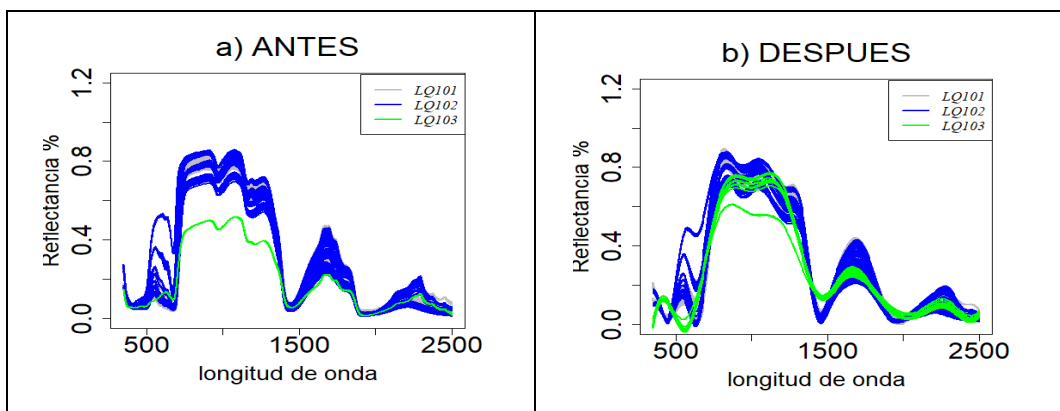 a) ANTES
Reflectancia %
1.2
0.8
0.4
0.0
LQ101
LQ102
LQ103
500
1500
2500
longitud de onda
b) DESPUES
Reflectancia %
1.2
0.8
0.4
0.0
LQ101
LQ102
LQ103
500
1500
2500
longitud de onda